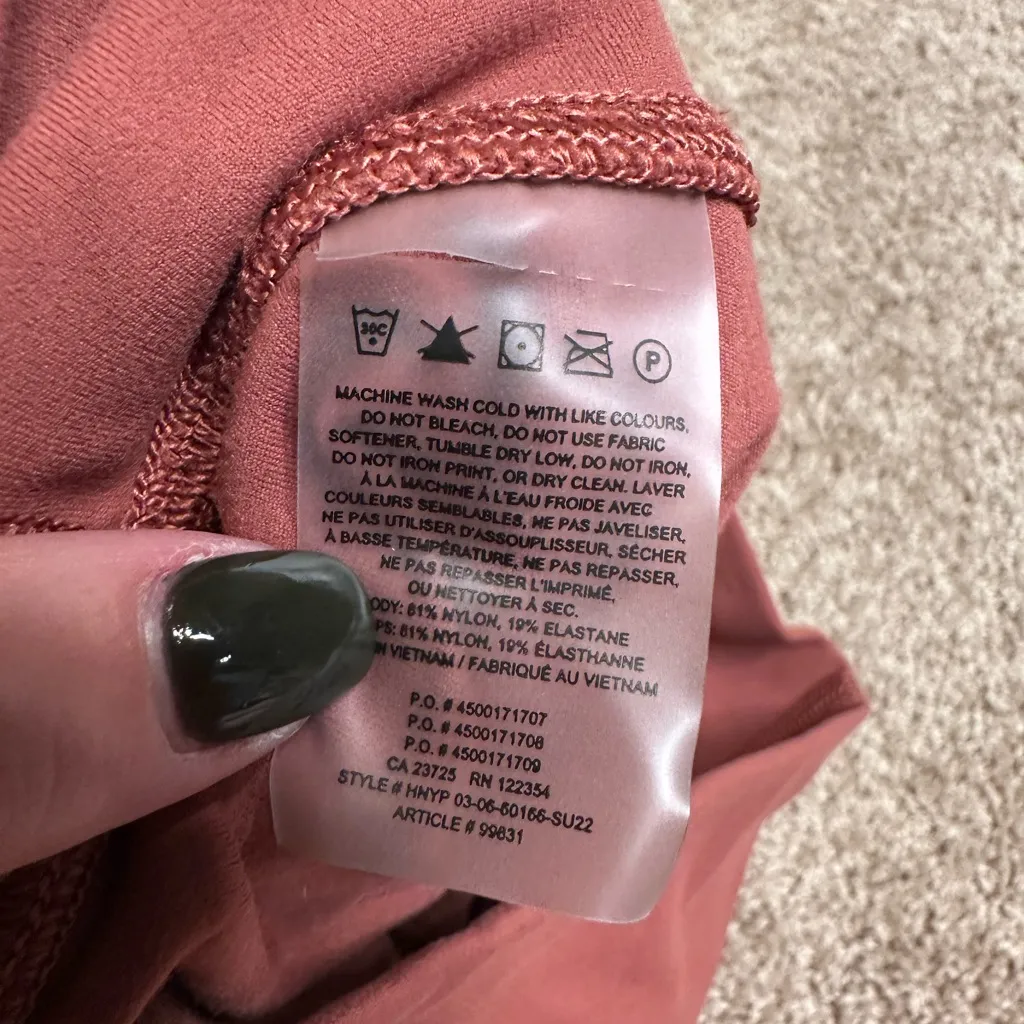 30C
P
MACHINE WASH COLD WITH LIKE COLOURS,
DO NOT BLEACH, DO NOT USE FABRIC
SOFTENER, TUMBLE DRY LOW, DO NOT IRON,
DO NOT IRON PRINT, OR DRY CLEAN. LAVER
À LA MACHINE À L'EAU FROIDE AVEC
COULEURS SEMBLABLES, NE PAS JAVELISER,
NE PAS UTILISER D'ASSOUPLISSEUR, SÉCHER
À BASSE TEMPÉRATURE, NE PAS REPASSER,
NE PAS REPASSER L'IMPRIMÉ,
OU NETTOYER À SEC.
ODY: 81% NYLON, 19% ELASTANE
PS: 81% NYLON, 19% ÉLASTHANNE
N VIETNAM / FABRIQUÉ AU VIETNAM
P.O. # 4500171707
P.O. # 4500171708
P.O. # 4500171709
CA 23725 RN 122354
STYLE # HNYP 03-06-60166-SU22
ARTICLE # 99831